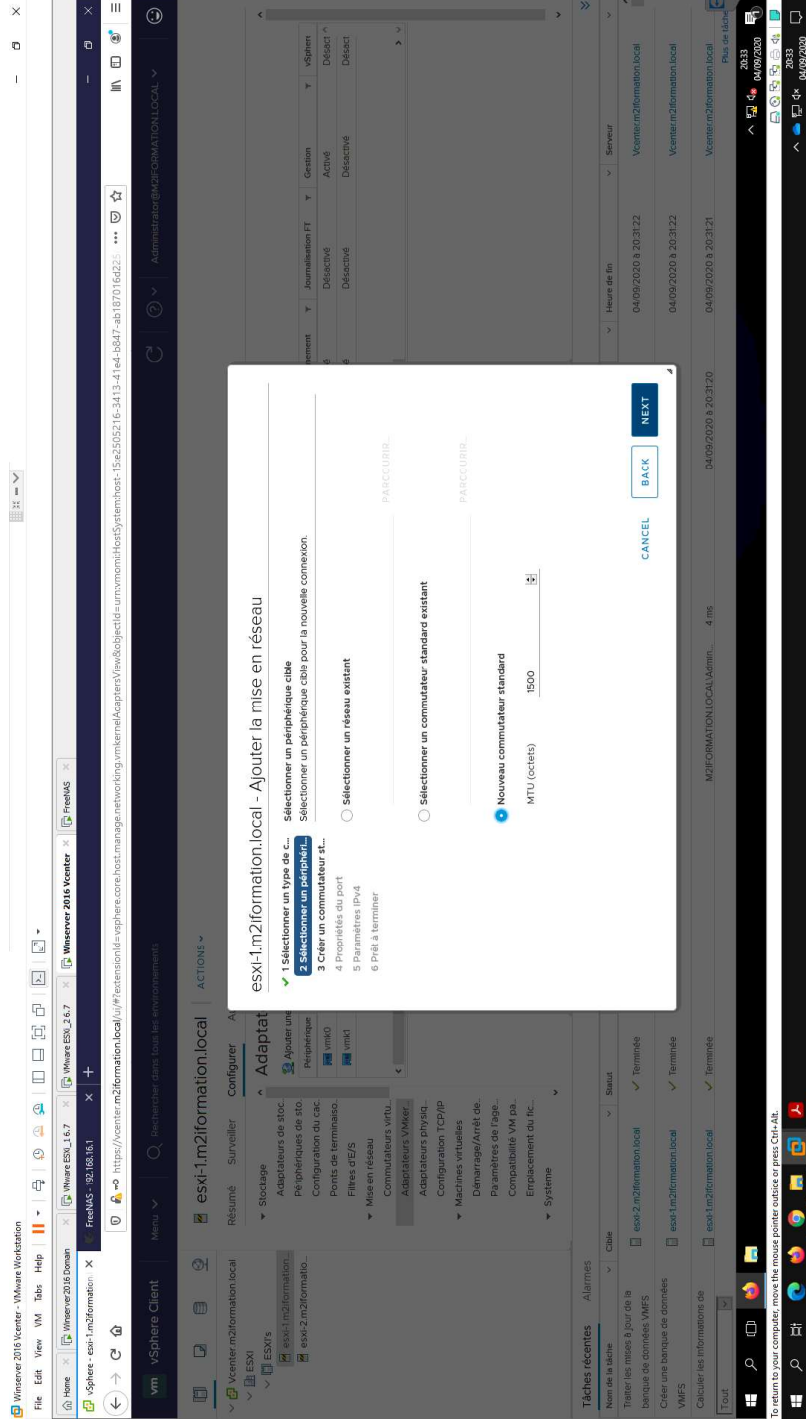 Winserver 2016 Vcenter - VMware Workstation
File Edit View VM Tabs Help
Home
Winserver2016 Domain
VMware ESXi_1 6.7
VMware ESXi_2 6.7
Winserver 2016 Vcenter
FreeNAS
vSphere - esxi-1.m2iformation
FreeNAS - 192.168.16.1
https://vcenter.m2iformation.local/ui/#?extensionId=vsphere.core.host.manage.networking.vmkernelAdaptersView&objectId=urn:vmomi:HostSystem:host-15:e2505216-3413-41e4-b847-ab187016d225
vm vSphere Client
Menu
Rechercher dans tous les environnements
Administrator@M2IFORMATION.LOCAL
Vcenter.m2iformation.local
ESXI
ESXI's
esxi-1.m2iformation...
esxi-2.m2iformatio...
esxi-1.m2iformation.local
ACTIONS
Résumé
Surveiller
Configurer
Stockage
Adaptateurs de stoc...
Périphériques de sto...
Configuration du cac...
Ponts de terminaiso...
Filtres d'E/S
Mise en réseau
Commutateurs virtu...
Adaptateurs VMker...
Adaptateurs physiq...
Configuration TCP/IP
Machines virtuelles
Démarrage/Arrêt de...
Paramètres de l'age...
Compatibilité VM pa...
Emplacement du fic...
Système
Adaptat
Ajouter une
Périphérique
vmk0
vmk1
ement
Journalisation FT
Gestion
vSpheri
Désactivé
Activé
Désact
Désactivé
Désactivé
Désact
esxi-1.m2iformation.local - Ajouter la mise en réseau
1 Sélectionner un type de c...
2 Sélectionner un périphéri...
3 Créer un commutateur st...
4 Propriétés du port
5 Paramètres IPv4
6 Prêt à terminer
Sélectionner un périphérique cible
Sélectionner un périphérique cible pour la nouvelle connexion.
Sélectionner un réseau existant
PARCOURIR...
Sélectionner un commutateur standard existant
PARCOURIR...
Nouveau commutateur standard
MTU (octets)
1500
CANCEL
BACK
NEXT
Tâches récentes
Alarmes
Nom de la tâche
Cible
Statut
Heure de fin
Serveur
Traiter les mises à jour de la banque de données VMFS
esxi-2.m2iformation.local
Terminée
04/09/2020 à 20:31:22
Vcenter.m2iformation.local
Créer une banque de données VMFS
esxi-1.m2iformation.local
Terminée
04/09/2020 à 20:31:22
Vcenter.m2iformation.local
Calculer les informations de
esxi-1.m2iformation.local
Terminée
M2IFORMATION.LOCAL\Admin...
4 ms
04/09/2020 à 20:31:20
04/09/2020 à 20:31:21
Vcenter.m2iformation.local
Tout
Plus de tâche
20:33
04/09/2020
To return to your computer, move the mouse pointer outside or press Ctrl+Alt.
20:33
04/09/2020